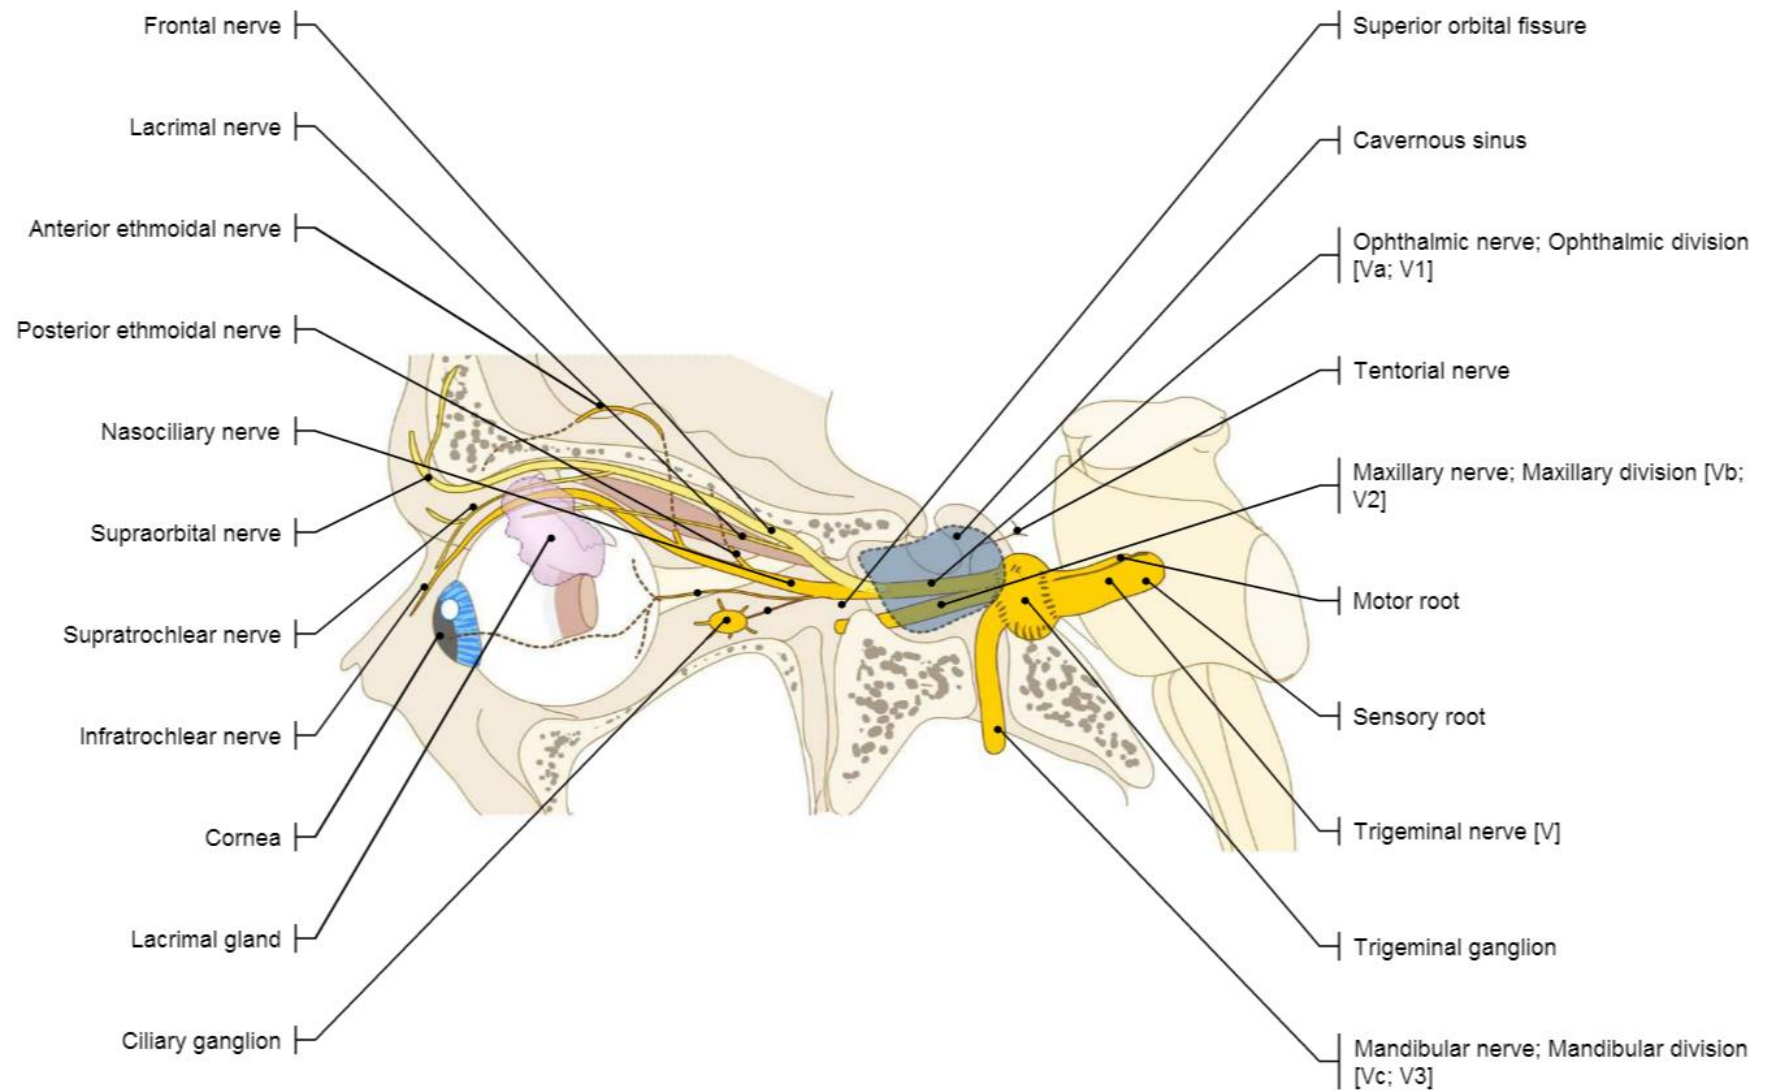 Frontal nerve
Lacrimal nerve
Anterior ethmoidal nerve
Posterior ethmoidal nerve
Nasociliary nerve
Supraorbital nerve
Supratrochlear nerve
Infratrochlear nerve
Cornea
Lacrimal gland
Ciliary ganglion
Superior orbital fissure
Cavernous sinus
Ophthalmic nerve; Ophthalmic division
[Va; V1]
Tentorial nerve
Maxillary nerve; Maxillary division [Vb;
V2]
Motor root
Sensory root
Trigeminal nerve [V]
Trigeminal ganglion
Mandibular nerve; Mandibular division
[Vc; V3]